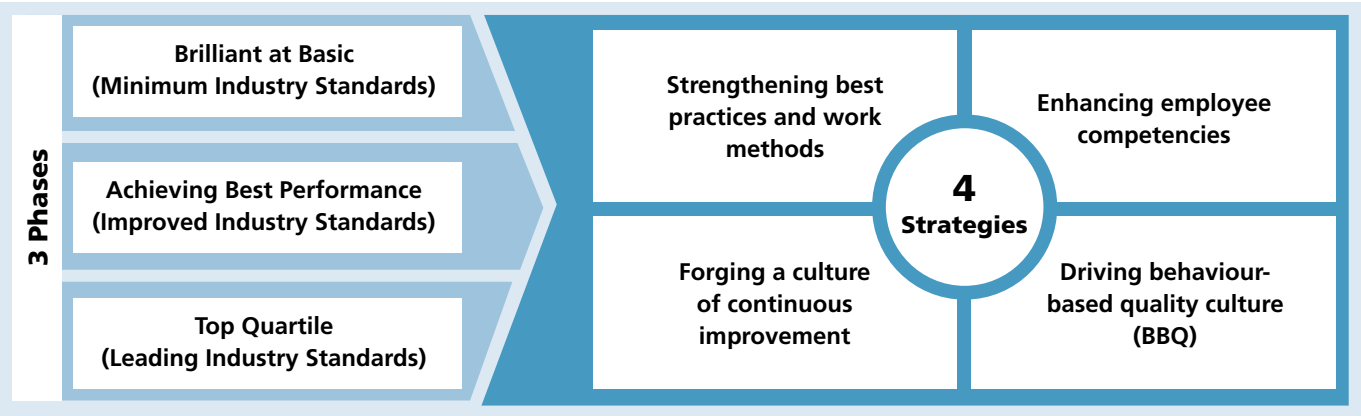 3 Phases
Brilliant at Basic
(Minimum Industry Standards)
Achieving Best Performance
(Improved Industry Standards)
Top Quartile
(Leading Industry Standards)
Strengthening best
practices and work
methods
Enhancing employee
competencies
4
Strategies
Forging a culture
of continuous
improvement
Driving behaviour-
based quality culture
(BBQ)